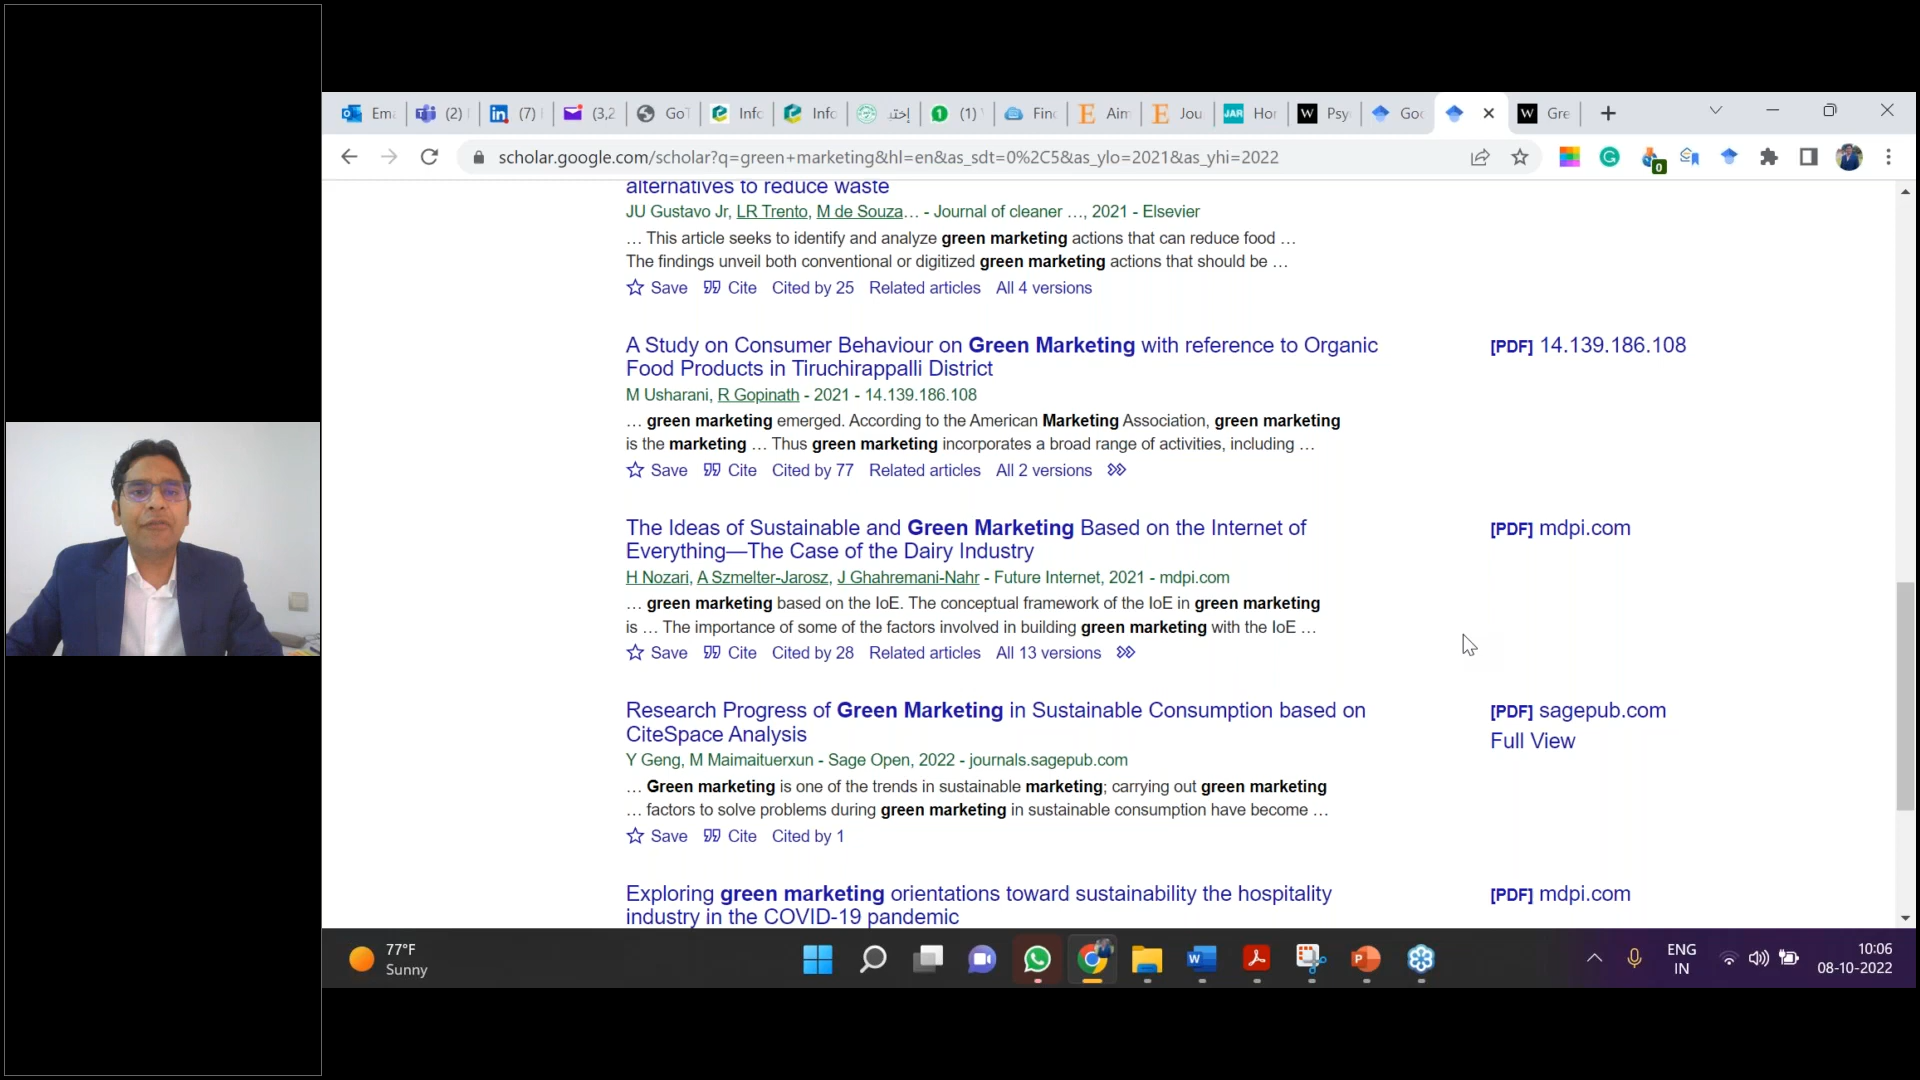 Ema
(2)
(7)
(3,2
GoT
Info
Info
إختـ
(1)
Finc
Aim
Jou
Hor
Psy
Goo
Gre
scholar.google.com/scholar?q=green+marketing&hl=en&as_sdt=0%2C5&as_ylo=2021&as_yhi=2022
0
alternatives to reduce waste
JU Gustavo Jr, LR Trento, M de Souza… - Journal of cleaner …, 2021 - Elsevier
… This article seeks to identify and analyze green marketing actions that can reduce food …
The findings unveil both conventional or digitized green marketing actions that should be …
Save Cite Cited by 25 Related articles All 4 versions
A Study on Consumer Behaviour on Green Marketing with reference to Organic
Food Products in Tiruchirappalli District
[PDF] 14.139.186.108
M Usharani, R Gopinath - 2021 - 14.139.186.108
… green marketing emerged. According to the American Marketing Association, green marketing
is the marketing … Thus green marketing incorporates a broad range of activities, including …
Save Cite Cited by 77 Related articles All 2 versions
The Ideas of Sustainable and Green Marketing Based on the Internet of
Everything—The Case of the Dairy Industry
[PDF] mdpi.com
H Nozari, A Szmelter-Jarosz, J Ghahremani-Nahr - Future Internet, 2021 - mdpi.com
… green marketing based on the IoE. The conceptual framework of the IoE in green marketing
is … The importance of some of the factors involved in building green marketing with the IoE …
Save Cite Cited by 28 Related articles All 13 versions
Research Progress of Green Marketing in Sustainable Consumption based on
CiteSpace Analysis
[PDF] sagepub.com
Full View
Y Geng, M Maimaituerxun - Sage Open, 2022 - journals.sagepub.com
… Green marketing is one of the trends in sustainable marketing; carrying out green marketing
… factors to solve problems during green marketing in sustainable consumption have become …
Save Cite Cited by 1
Exploring green marketing orientations toward sustainability the hospitality
industry in the COVID-19 pandemic
[PDF] mdpi.com
77°F
Sunny
ENG
IN
10:06
08-10-2022